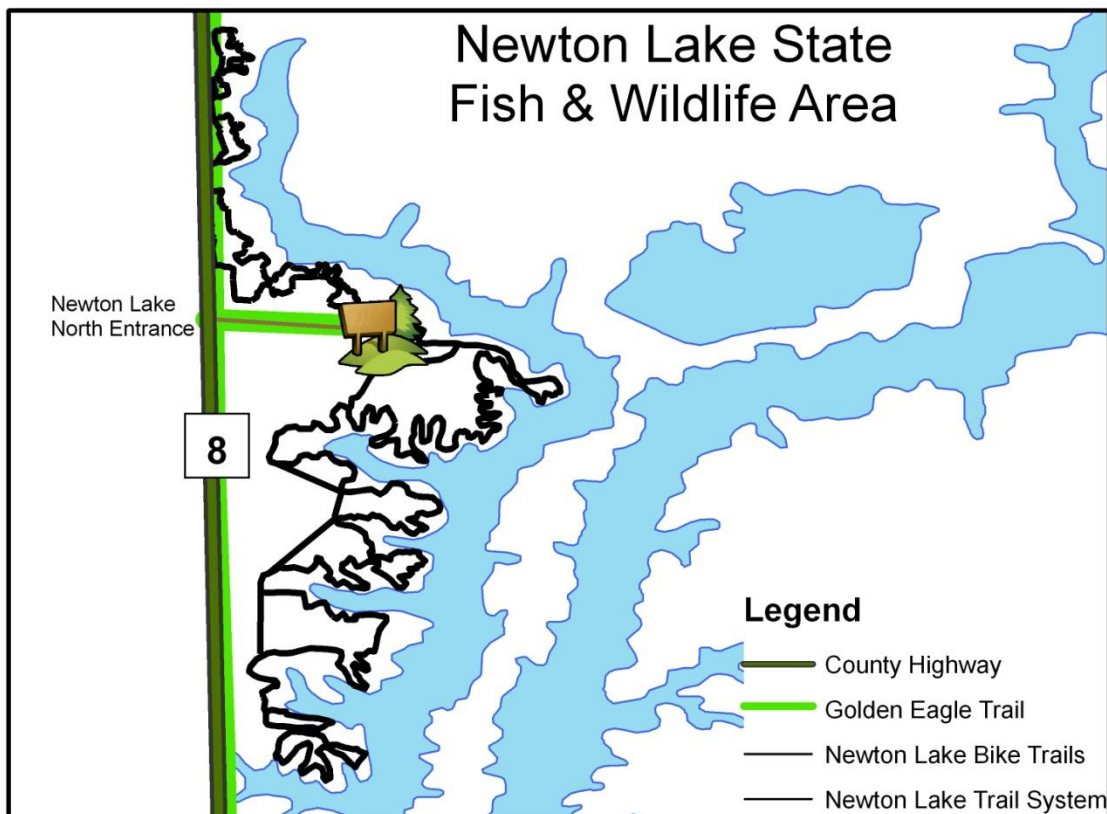 Newton Lake State
Fish & Wildlife Area
Newton Lake
North Entrance
8
Legend
County Highway
Golden Eagle Trail
Newton Lake Bike Trails
Newton Lake Trail System